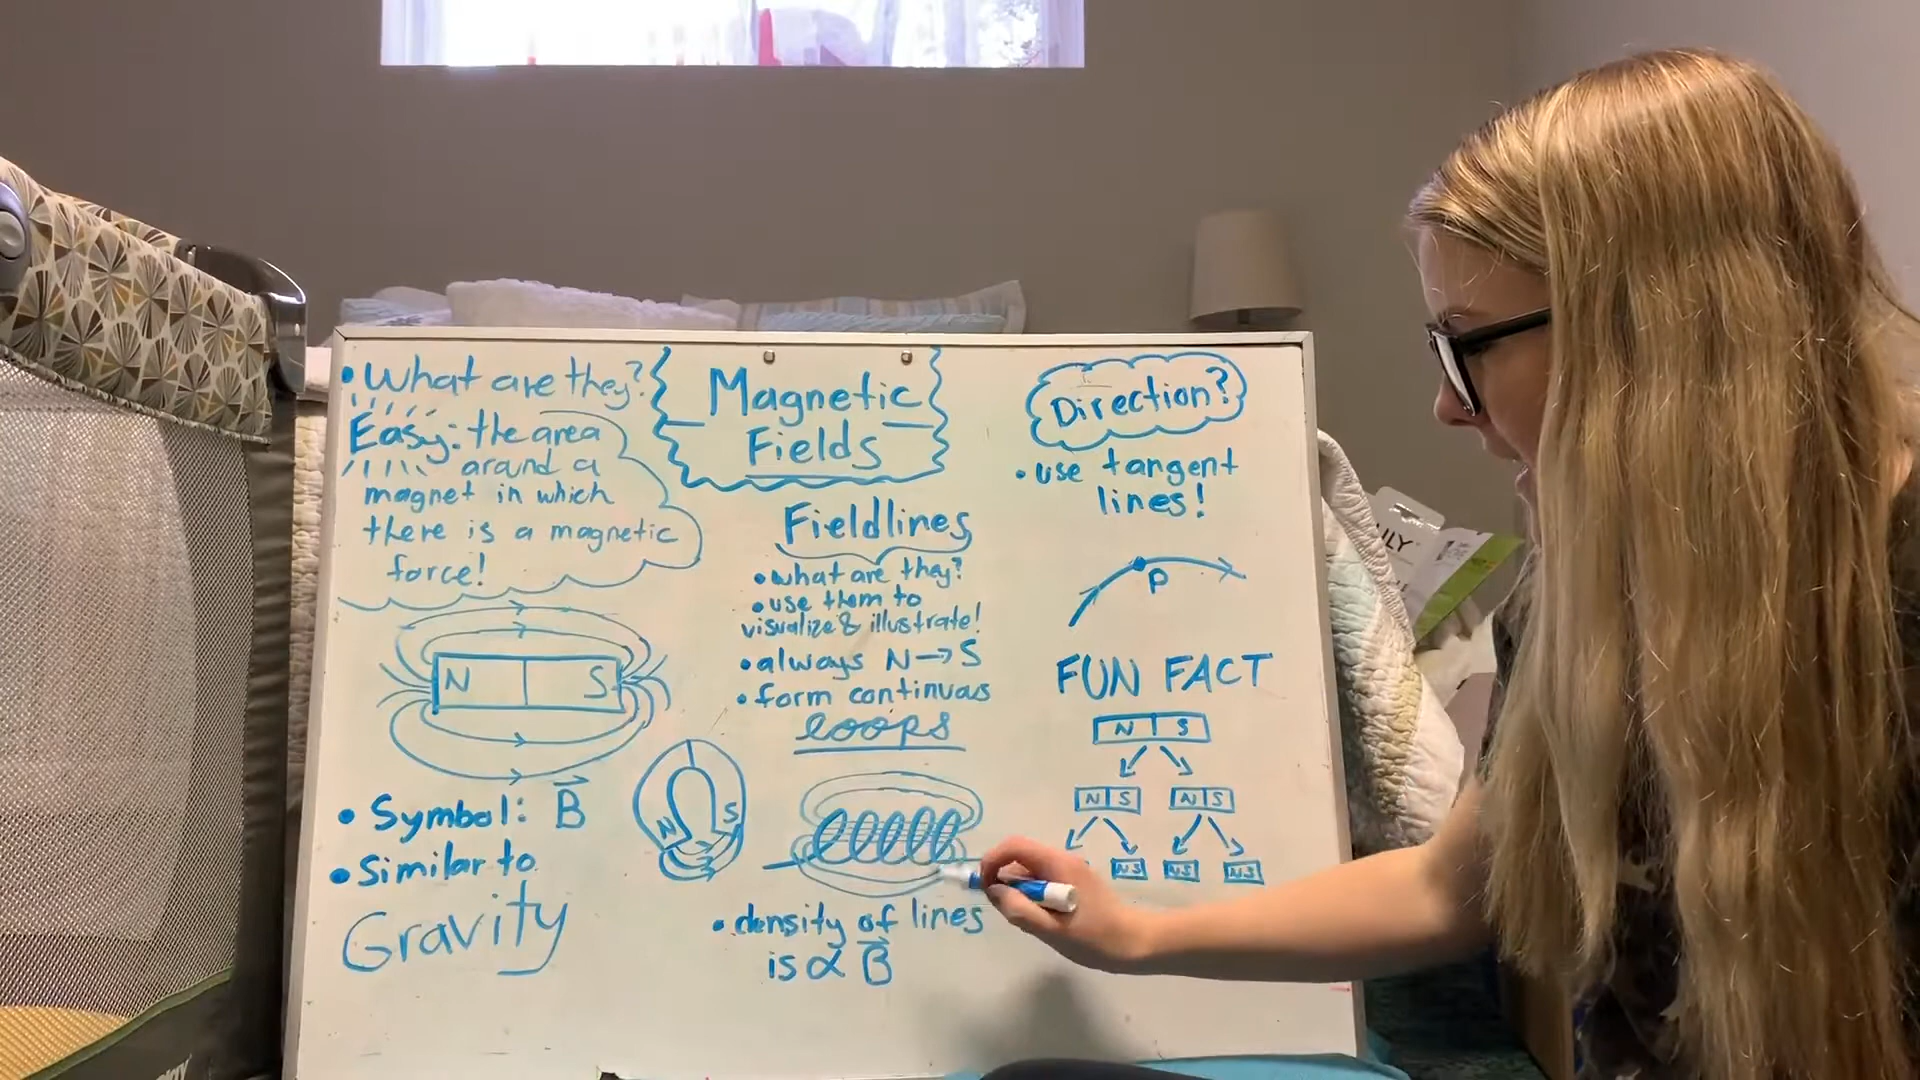 • What are they?
Easy: the area
around a
magnet in which
there is a magnetic
force!
N S
• Symbol: B⃗
• Similar to
Gravity
Magnetic
Fields
Fieldlines
• what are they?
• use them to
visualize & illustrate!
• always N→S
• form continuos
loops
N S
• density of lines
is α B⃗
Direction?
• use tangent
lines!
P
FUN FACT
N S
N S N S
N S N S N S
ILY